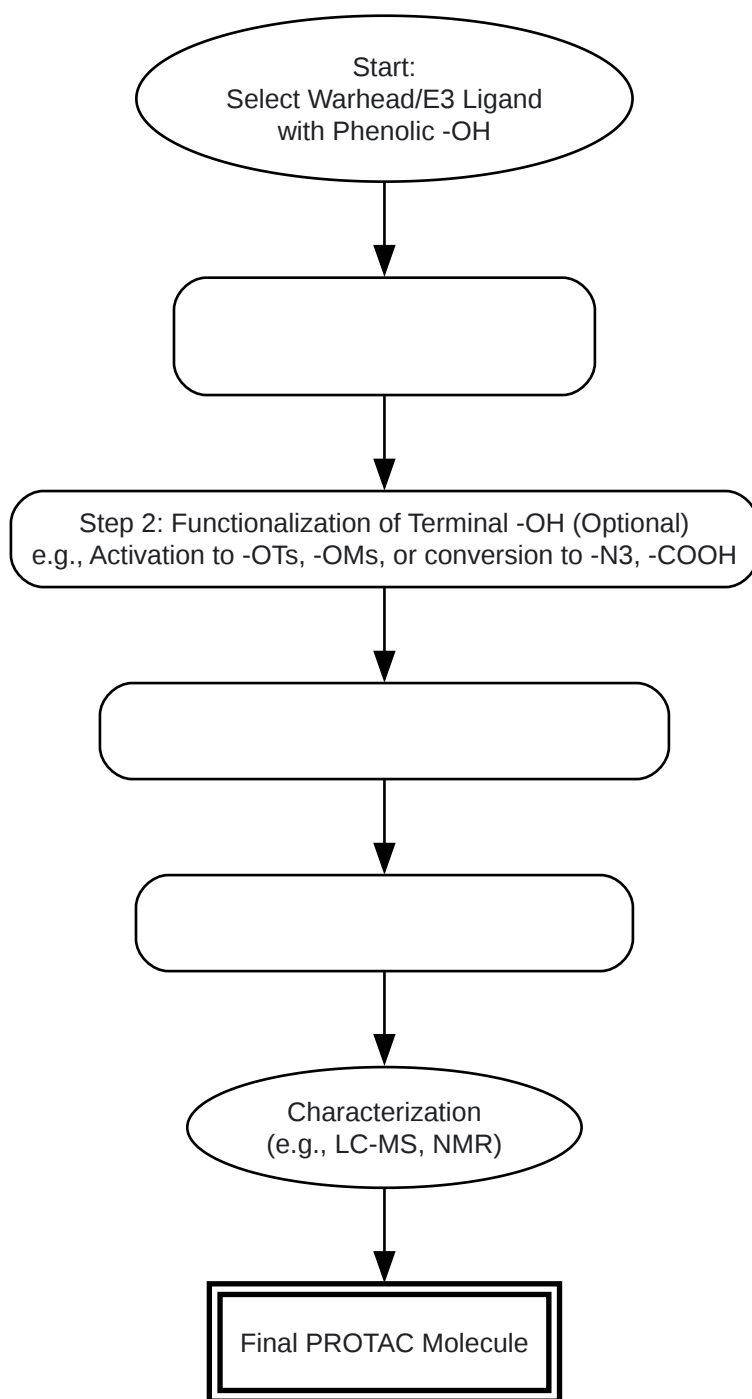 Start:
Select Warhead/E3 Ligand
with Phenolic -OH
Step 2: Functionalization of Terminal -OH (Optional)
e.g., Activation to -OTs, -OMs, or conversion to -N3, -COOH
Characterization
(e.g., LC-MS, NMR)
Final PROTAC Molecule